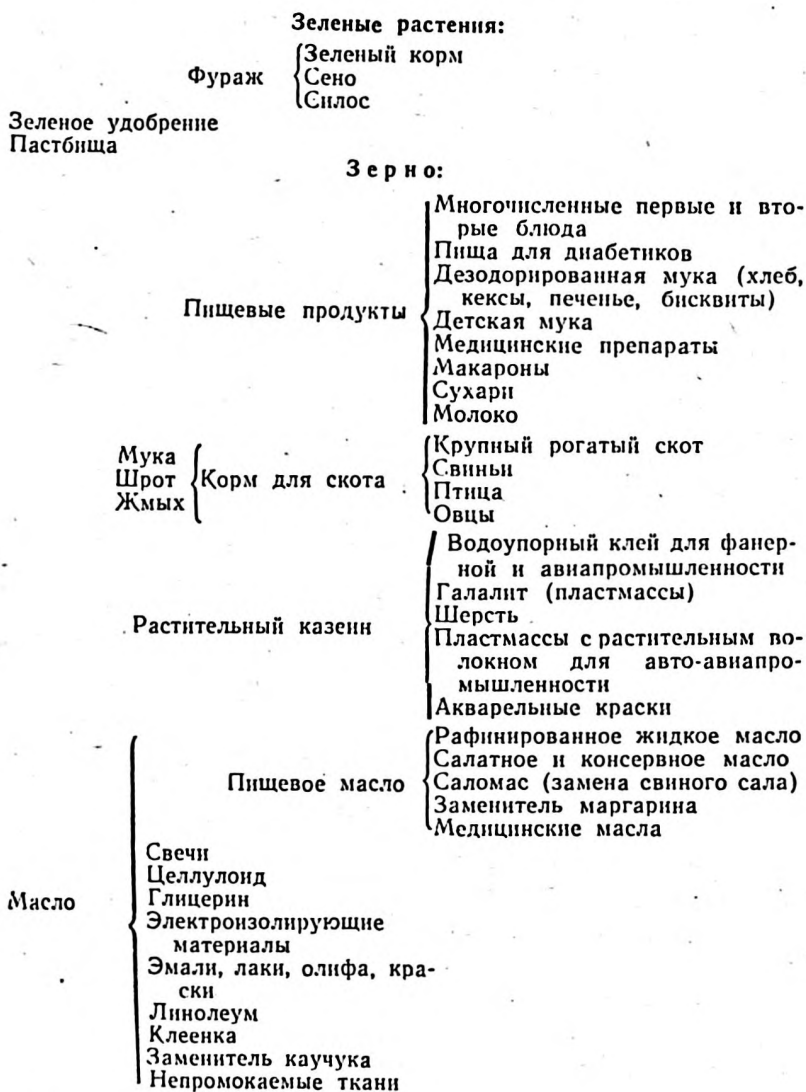 Зеленые растения:
Фураж
Зеленый корм
Сено
Силос
Зеленое удобрение
Пастбища
Зерно:
Пищевые продукты
Многочисленные первые и вто-
рые блюда
Пища для диабетиков
Дезодорированная мука (хлеб,
кексы, печенье, бисквиты)
Детская мука
Медицинские препараты
Макароны
Сухари
Молоко
Мука
Шрот
Жмых
Корм для скота
Крупный рогатый скот
Свиньи
Птица
Овцы
Растительный казеин
Водоупорный клей для фанер-
ной и авиапромышленности
Галалит (пластмассы)
Шерсть
Пластмассы с растительным во-
локном для авто-авиапро-
мышленности
Акварельные краски
Масло
Пищевое масло
Рафинированное жидкое масло
Салатное и консервное масло
Саломас (замена свиного сала)
Заменитель маргарина
Медицинские масла
Свечи
Целлулоид
Глицерин
Электроизолирующие
материалы
Эмали, лаки, олифа, кра-
ски
Линолеум
Клеенка
Заменитель каучука
Непромокаемые ткани